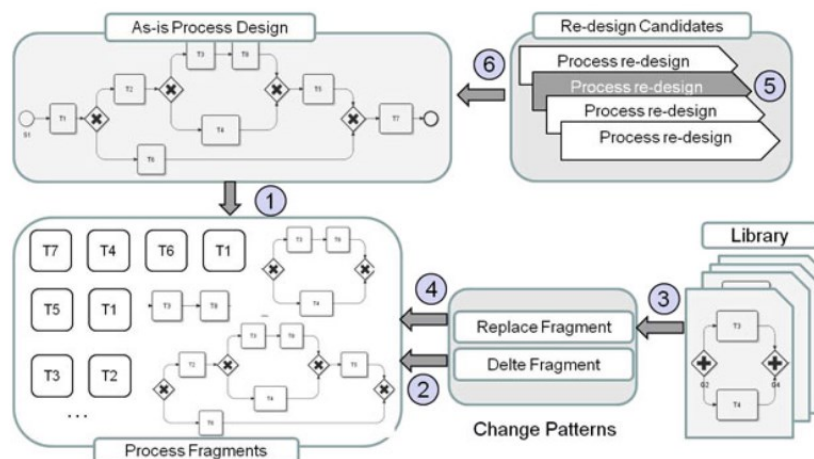 As-is Process Design
Re-design Candidates
T3
T8
6
Process re-design
Process re-design
5
Process re-design
Process re-design
T2
T5
S1
T1
T4
T7
T6
1
Library
T7 T4 T6 T1
T3 T8
T4
T5 T1
T3 T8
4
3
Replace Fragment
T3
Delte Fragment
G2 G4
T4
2
T3 T2
T2
T4
T6
...
Process Fragments
Change Patterns